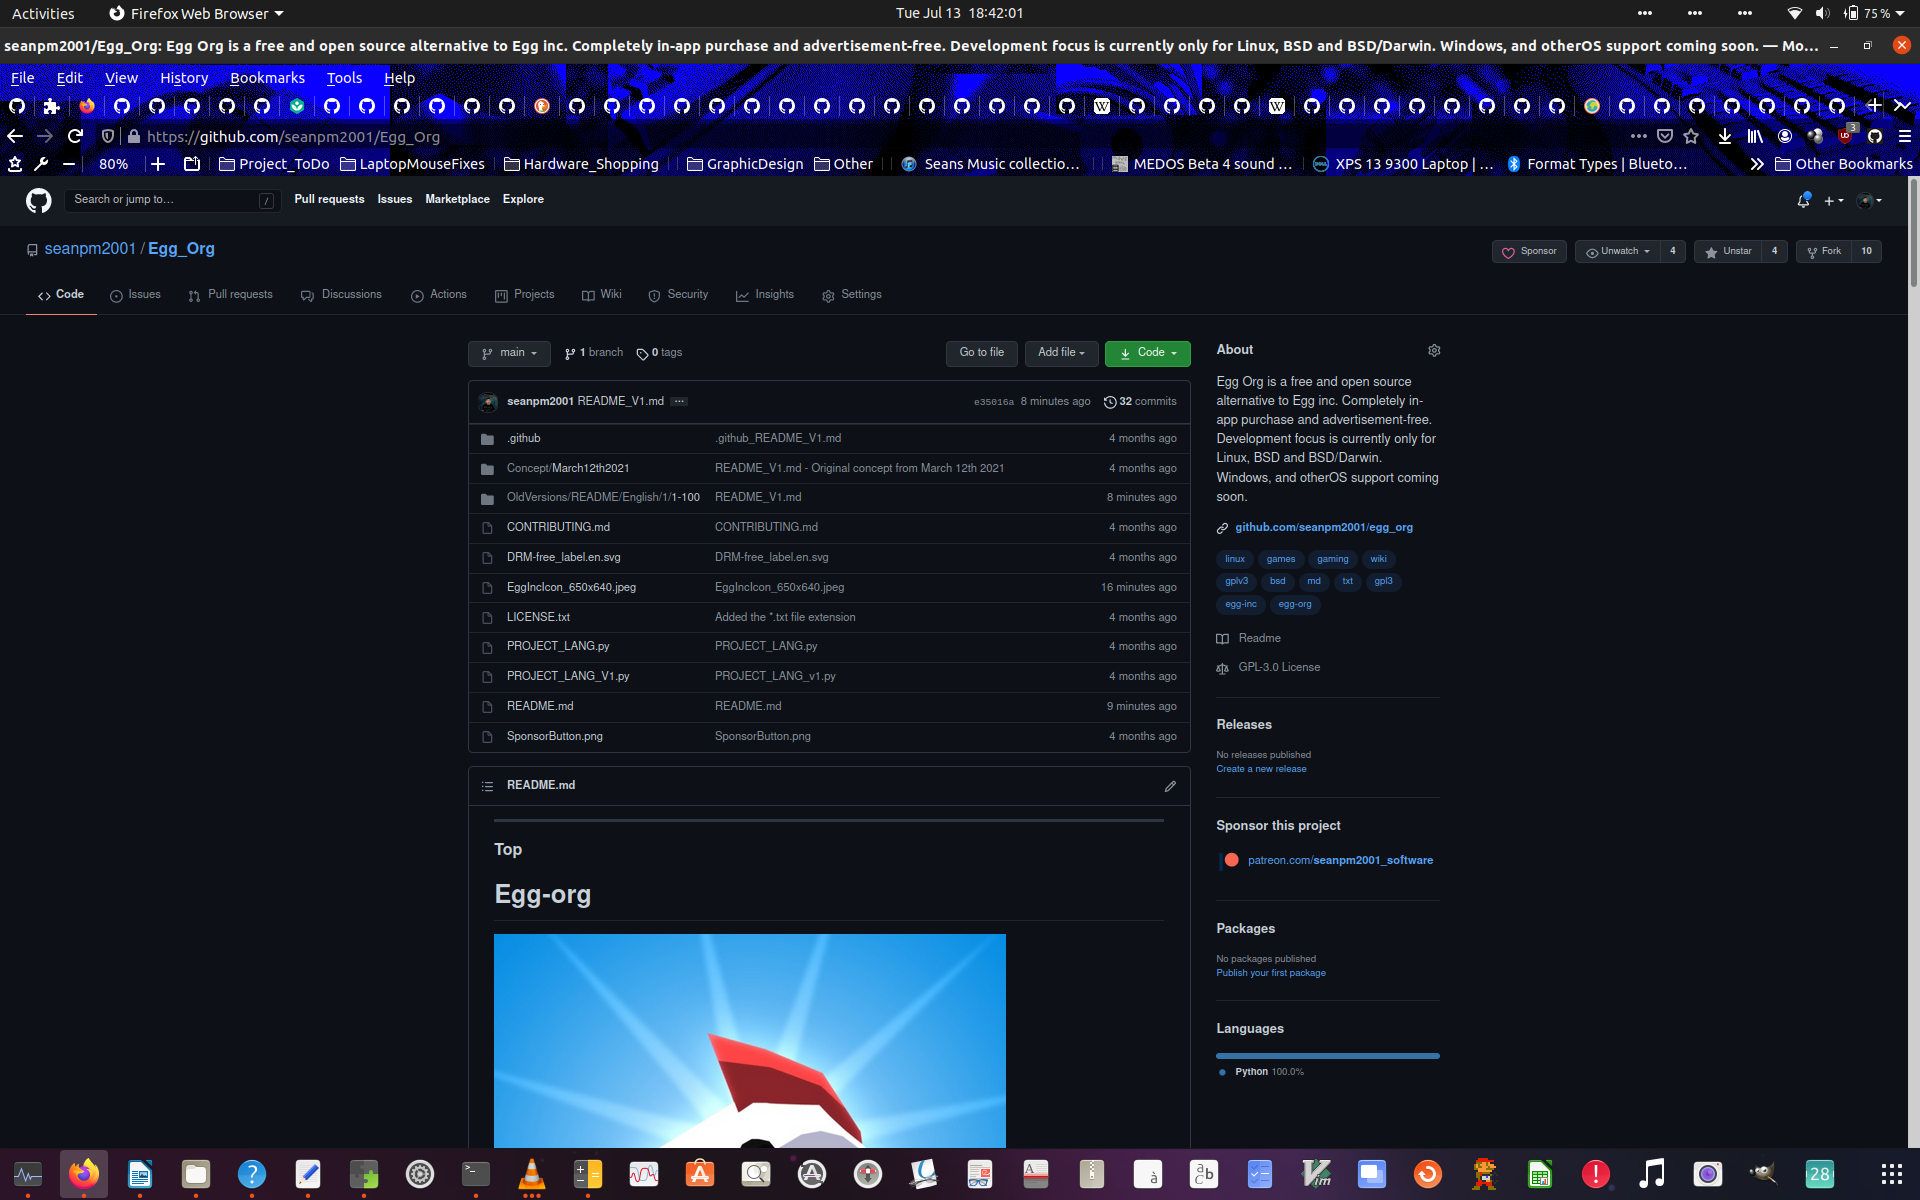 Activities
Firefox Web Browser
Tue Jul 13 18:42:01
75 %
seanpm2001/Egg_Org: Egg Org is a free and open source alternative to Egg inc. Completely in-app purchase and advertisement-free. Development focus is currently only for Linux, BSD and BSD/Darwin. Windows, and otherOS support coming soon. — Mo...
File Edit View History Bookmarks Tools Help
https://github.com/seanpm2001/Egg_Org
3
80%
Project_ToDo
LaptopMouseFixes
Hardware_Shopping
GraphicDesign
Other
Seans Music collectio...
MEDOS Beta 4 sound ...
XPS 13 9300 Laptop | ...
Format Types | Blueto...
Other Bookmarks
Search or jump to...
/
Pull requests Issues Marketplace Explore
seanpm2001 / Egg_Org
Sponsor
Unwatch 4
Unstar 4
Fork 10
Code Issues Pull requests Discussions Actions Projects Wiki Security Insights Settings
main
1 branch
0 tags
Go to file
Add file
Code
seanpm2001 README_V1.md ...
e35016a 8 minutes ago
32 commits
.github .github_README_V1.md 4 months ago
Concept/March12th2021 README_V1.md - Original concept from March 12th 2021 4 months ago
OldVersions/README/English/1/1-100 README_V1.md 8 minutes ago
CONTRIBUTING.md CONTRIBUTING.md 4 months ago
DRM-free_label.en.svg DRM-free_label.en.svg 4 months ago
EggIncIcon_650x640.jpeg EggIncIcon_650x640.jpeg 16 minutes ago
LICENSE.txt Added the *.txt file extension 4 months ago
PROJECT_LANG.py PROJECT_LANG.py 4 months ago
PROJECT_LANG_V1.py PROJECT_LANG_v1.py 4 months ago
README.md README.md 9 minutes ago
SponsorButton.png SponsorButton.png 4 months ago
README.md
Top
Egg-org
About
Egg Org is a free and open source
alternative to Egg inc. Completely in-
app purchase and advertisement-free.
Development focus is currently only for
Linux, BSD and BSD/Darwin.
Windows, and otherOS support coming
soon.
github.com/seanpm2001/egg_org
linux games gaming wiki
gplv3 bsd md txt gpl3
egg-inc egg-org
Readme
GPL-3.0 License
Releases
No releases published
Create a new release
Sponsor this project
patreon.com/seanpm2001_software
Packages
No packages published
Publish your first package
Languages
Python 100.0%
28